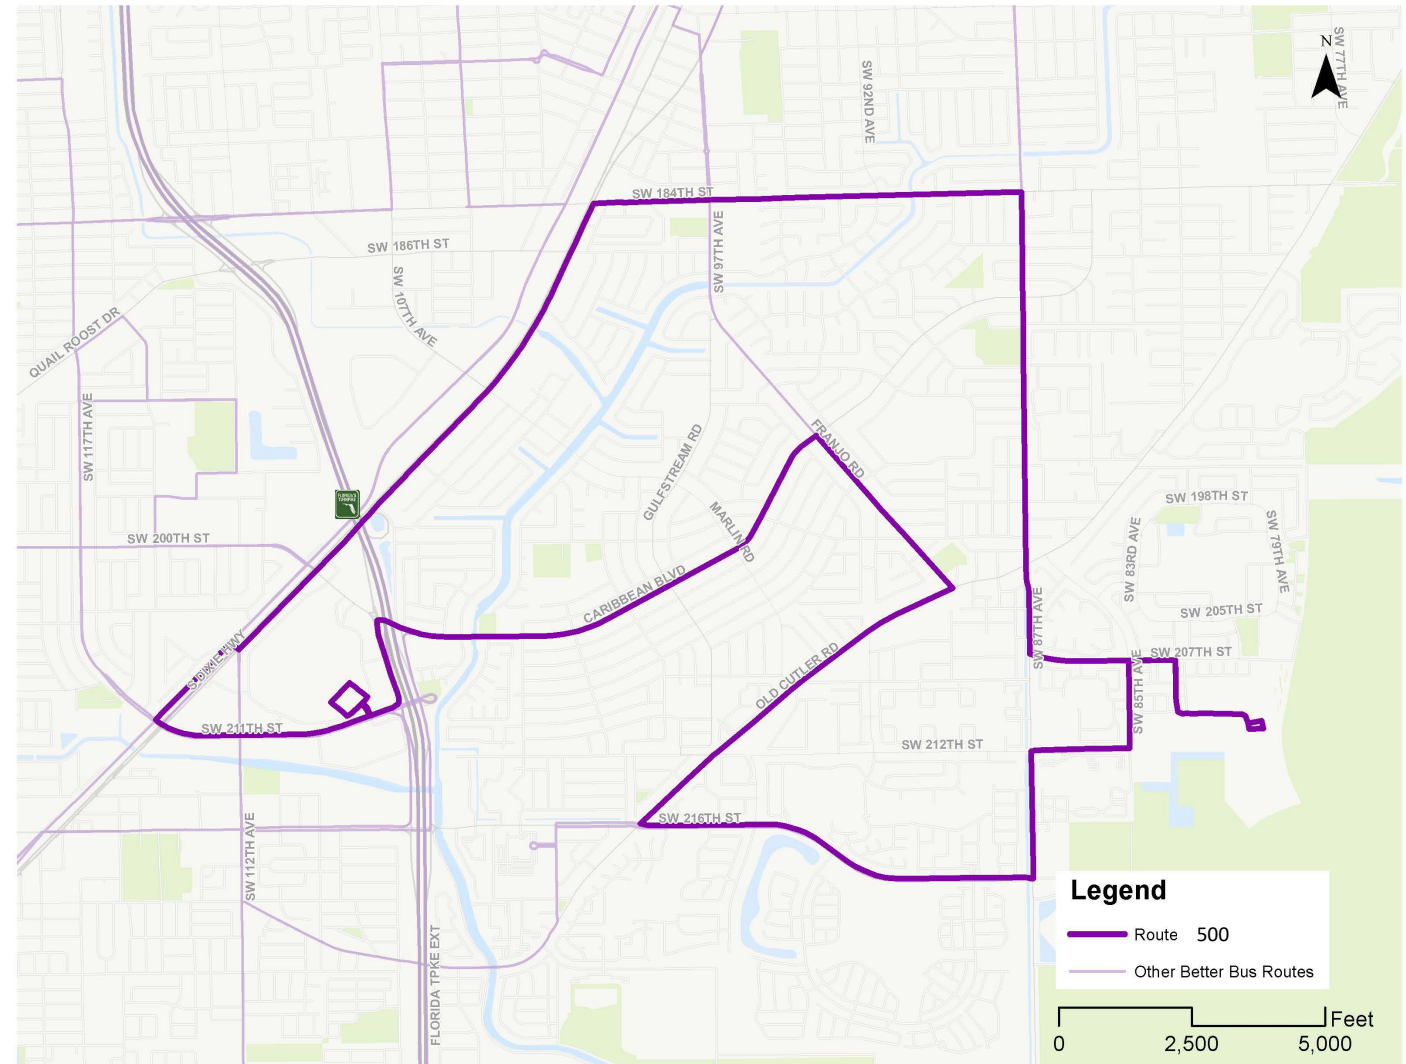 N
SW 77TH AVE
SW 92ND AVE
SW 184TH ST
SW 186TH ST
SW 97TH AVE
SW 107TH AVE
QUAIL ROOST DR
SW 117TH AVE
FRANJO RD
GULFSTREAM RD
MARLIN RD
FLORIDA'S
TURNPIKE
SW 198TH ST
SW 83RD AVE
SW 79TH AVE
SW 200TH ST
CARIBBEAN BLVD
SW 205TH ST
SW 87TH AVE
S DIXIE HWY
OLD CUTLER RD
SW 85TH AVE
SW 207TH ST
SW 211TH ST
SW 212TH ST
SW 216TH ST
SW 112TH AVE
FLORIDA TPKE EXT
Legend
Route 500
Other Better Bus Routes
Feet
0 2,500 5,000